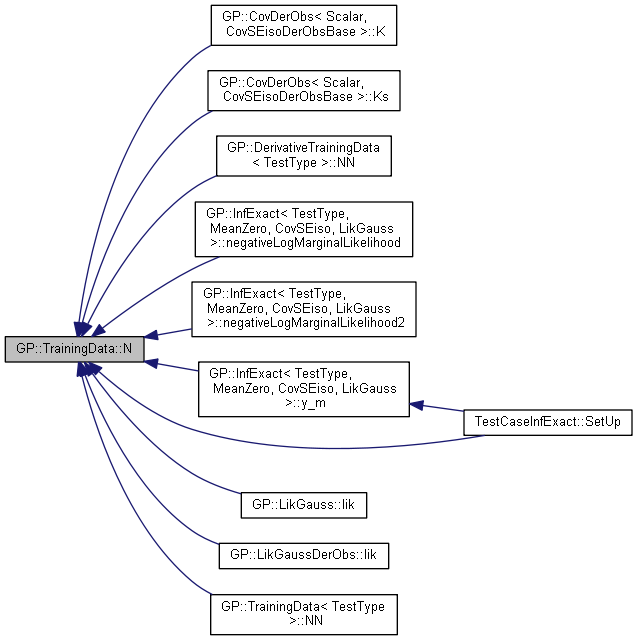 GP::CovDerObs< Scalar,
CovSEisoDerObsBase >::K
GP::CovDerObs< Scalar,
CovSEisoDerObsBase >::Ks
GP::DerivativeTrainingData
< TestType >::NN
GP::InfExact< TestType,
MeanZero, CovSEiso, LikGauss
>::negativeLogMarginalLikelihood
GP::InfExact< TestType,
MeanZero, CovSEiso, LikGauss
>::negativeLogMarginalLikelihood2
GP::TrainingData::N
GP::InfExact< TestType,
MeanZero, CovSEiso, LikGauss
>::y_m
TestCaseInfExact::SetUp
GP::LikGauss::lik
GP::LikGaussDerObs::lik
GP::TrainingData< TestType
>::NN